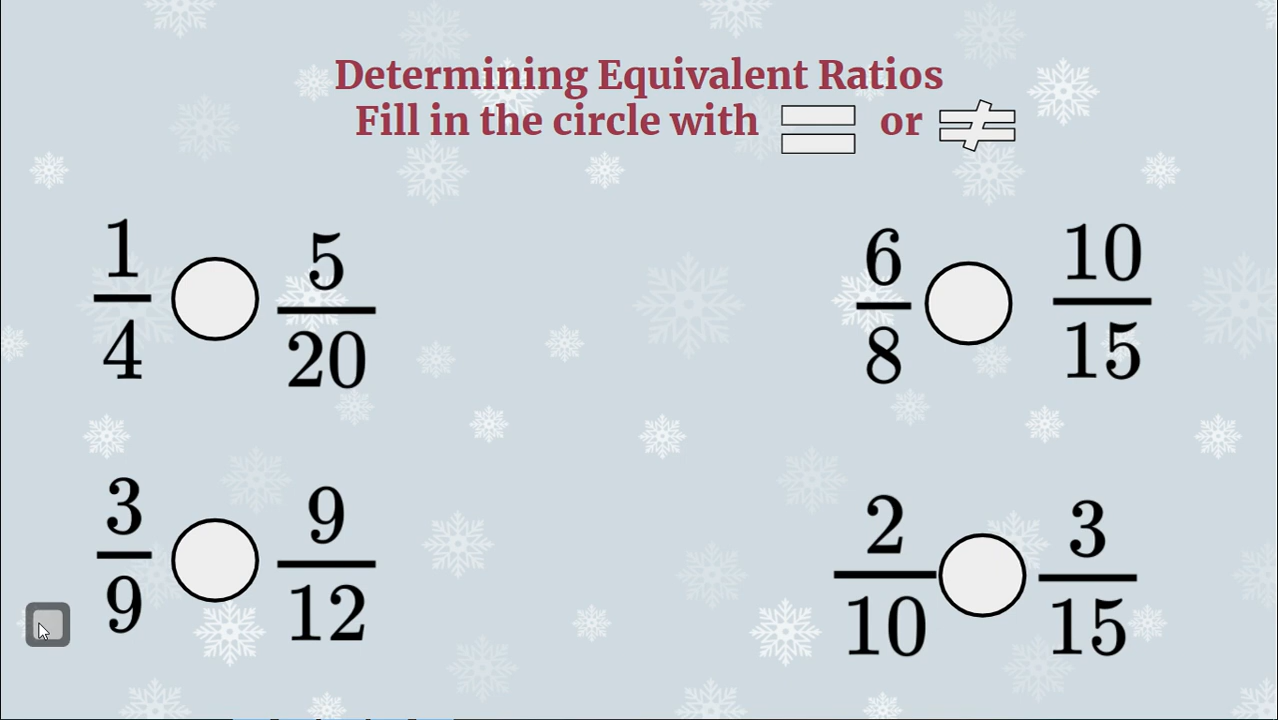 Determining Equivalent Ratios
Fill in the circle with = or ≠
1/4 ○ 5/20
6/8 ○ 10/15
3/9 ○ 9/12
2/10 ○ 3/15